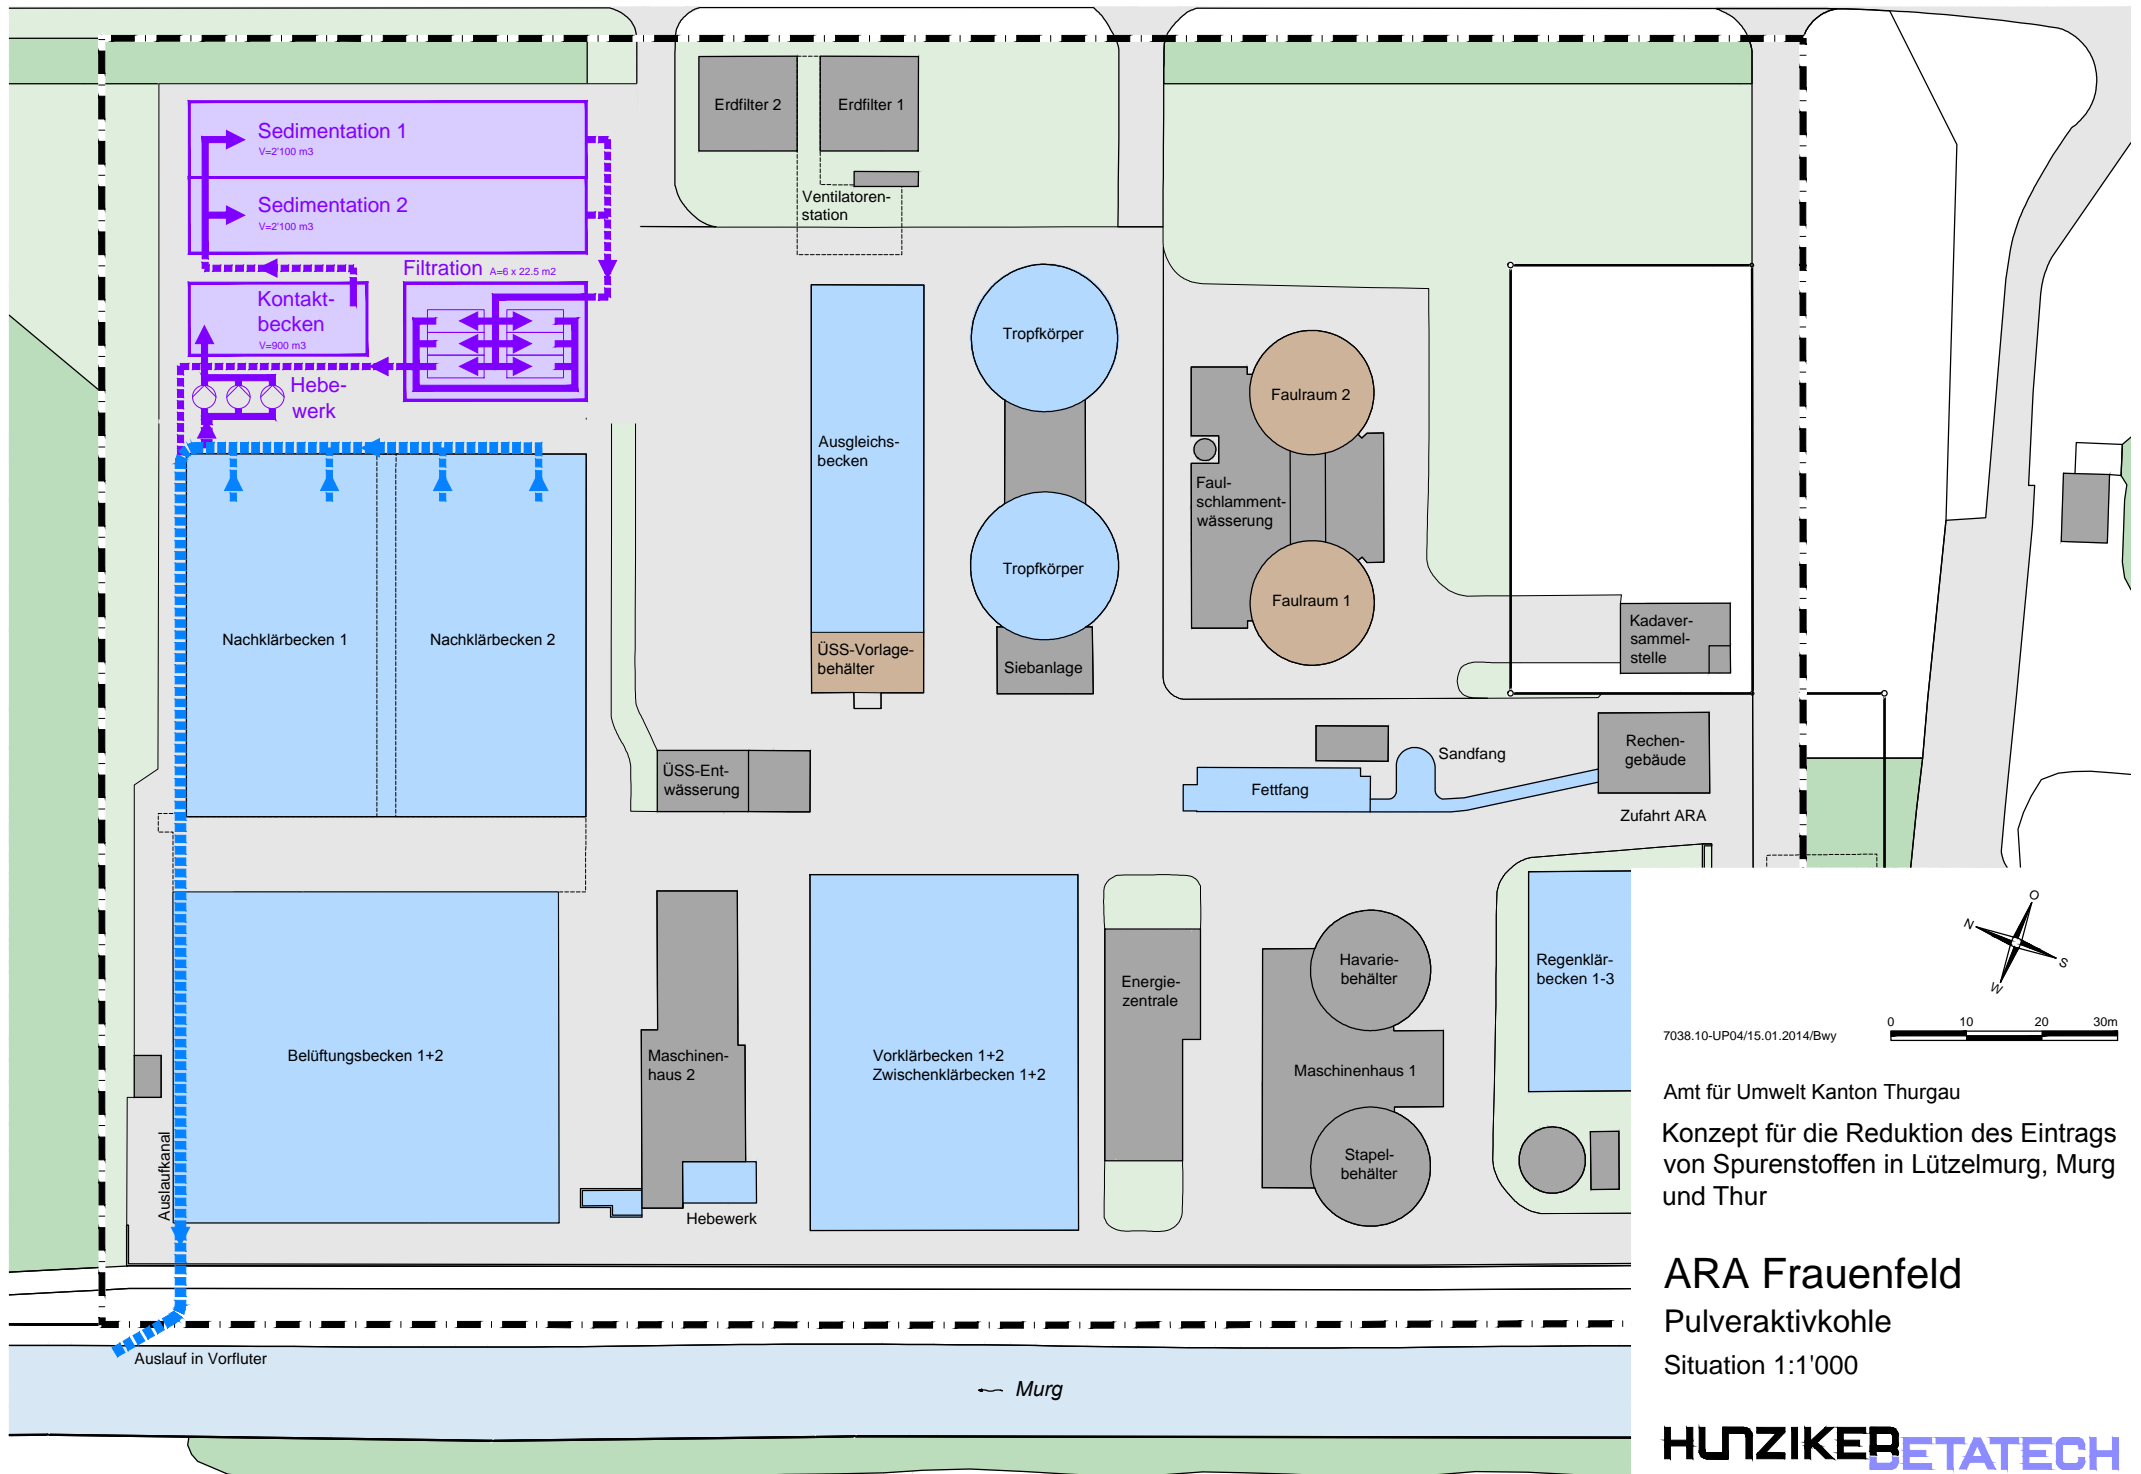 Erdfilter 2
Erdfilter 1
Sedimentation 1
V=2'100 m3
Sedimentation 2
V=2'100 m3
Ventilatoren-
station
Filtration A=6 x 22.5 m2
Kontakt-
becken
V=900 m3
Hebe-
werk
Tropfkörper
Ausgleichs-
becken
Tropfkörper
Faulraum 2
Faul-
schlamment-
wässerung
Faulraum 1
Nachklärbecken 1
Nachklärbecken 2
ÜSS-Vorlage-
behälter
Siebanlage
Kadaver-
sammel-
stelle
ÜSS-Ent-
wässerung
Fettfang
Sandfang
Rechen-
gebäude
Zufahrt ARA
Belüftungsbecken 1+2
Maschinen-
haus 2
Hebewerk
Vorklärbecken 1+2
Zwischenklärbecken 1+2
Energie-
zentrale
Havarie-
behälter
Maschinenhaus 1
Stapel-
behälter
Regenklär-
becken 1-3
Auslaufkanal
Auslauf in Vorfluter
Murg
O
N
S
W
0 10 20 30m
7038.10-UP04/15.01.2014/Bwy
Amt für Umwelt Kanton Thurgau
Konzept für die Reduktion des Eintrags
von Spurenstoffen in Lützelmurg, Murg
und Thur
ARA Frauenfeld
Pulveraktivkohle
Situation 1:1'000
HUNZIKER BETATECH